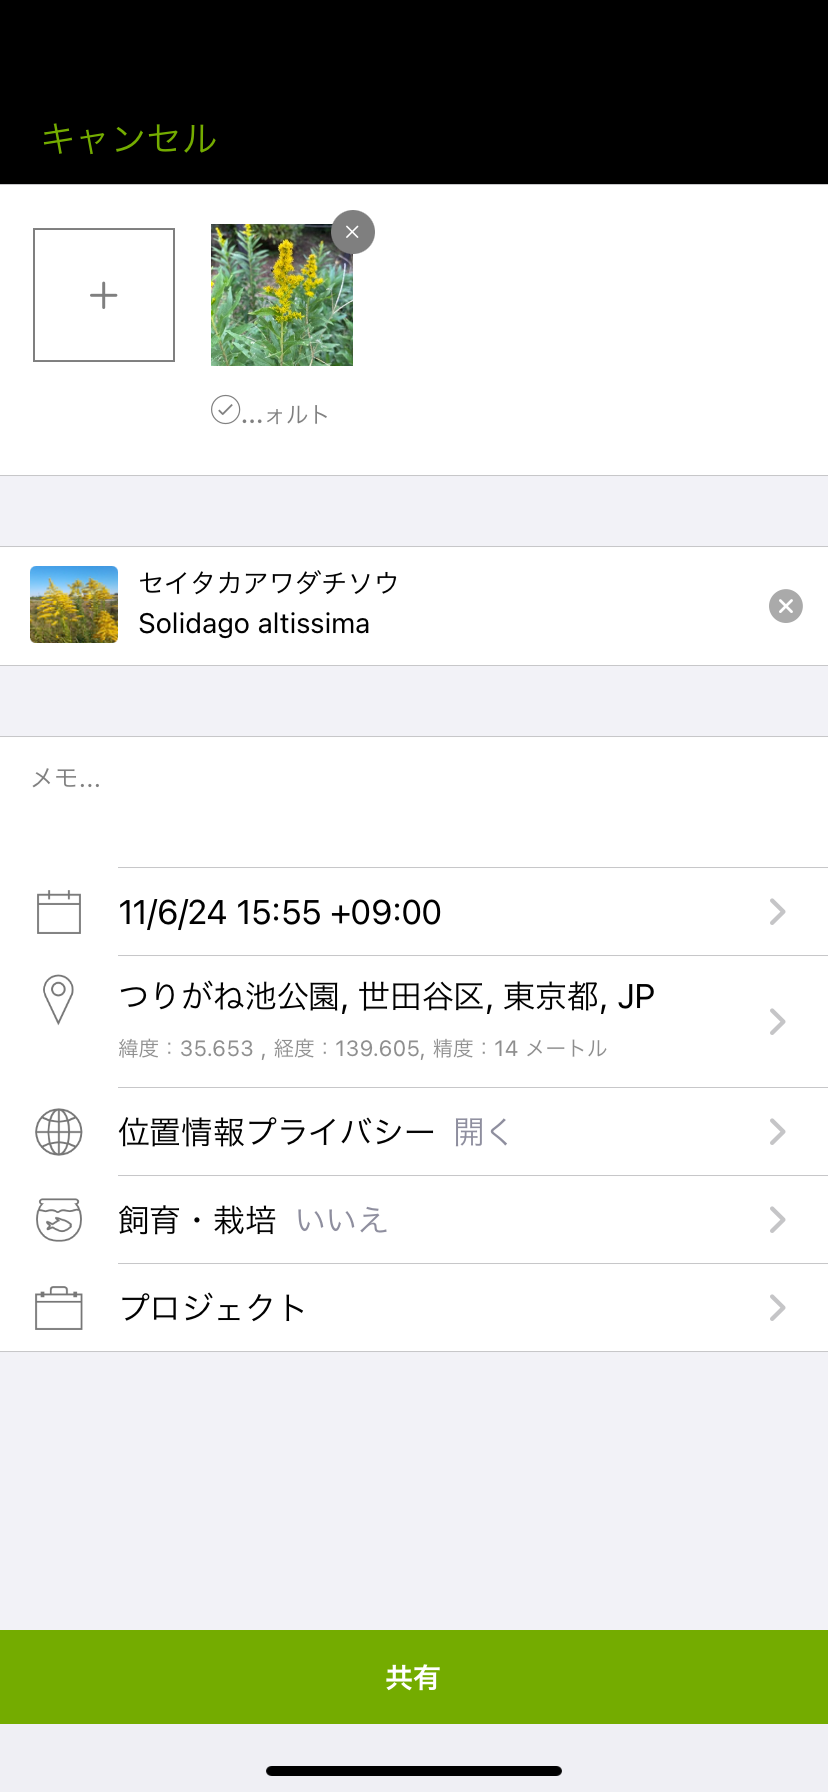 キャンセル
...ォルト
セイタカアワダチソウ
Solidago altissima
メモ...
11/6/24 15:55 +09:00
つりがね池公園, 世田谷区, 東京都, JP
緯度：35.653 , 経度：139.605, 精度：14 メートル
位置情報プライバシー 開く
飼育・栽培 いいえ
プロジェクト
共有